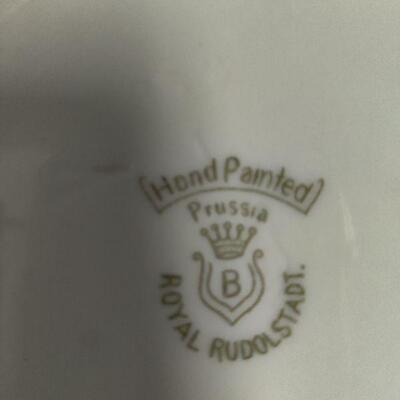 Hand Painted
Prussia
B
ROYAL RUDOLSTADT.